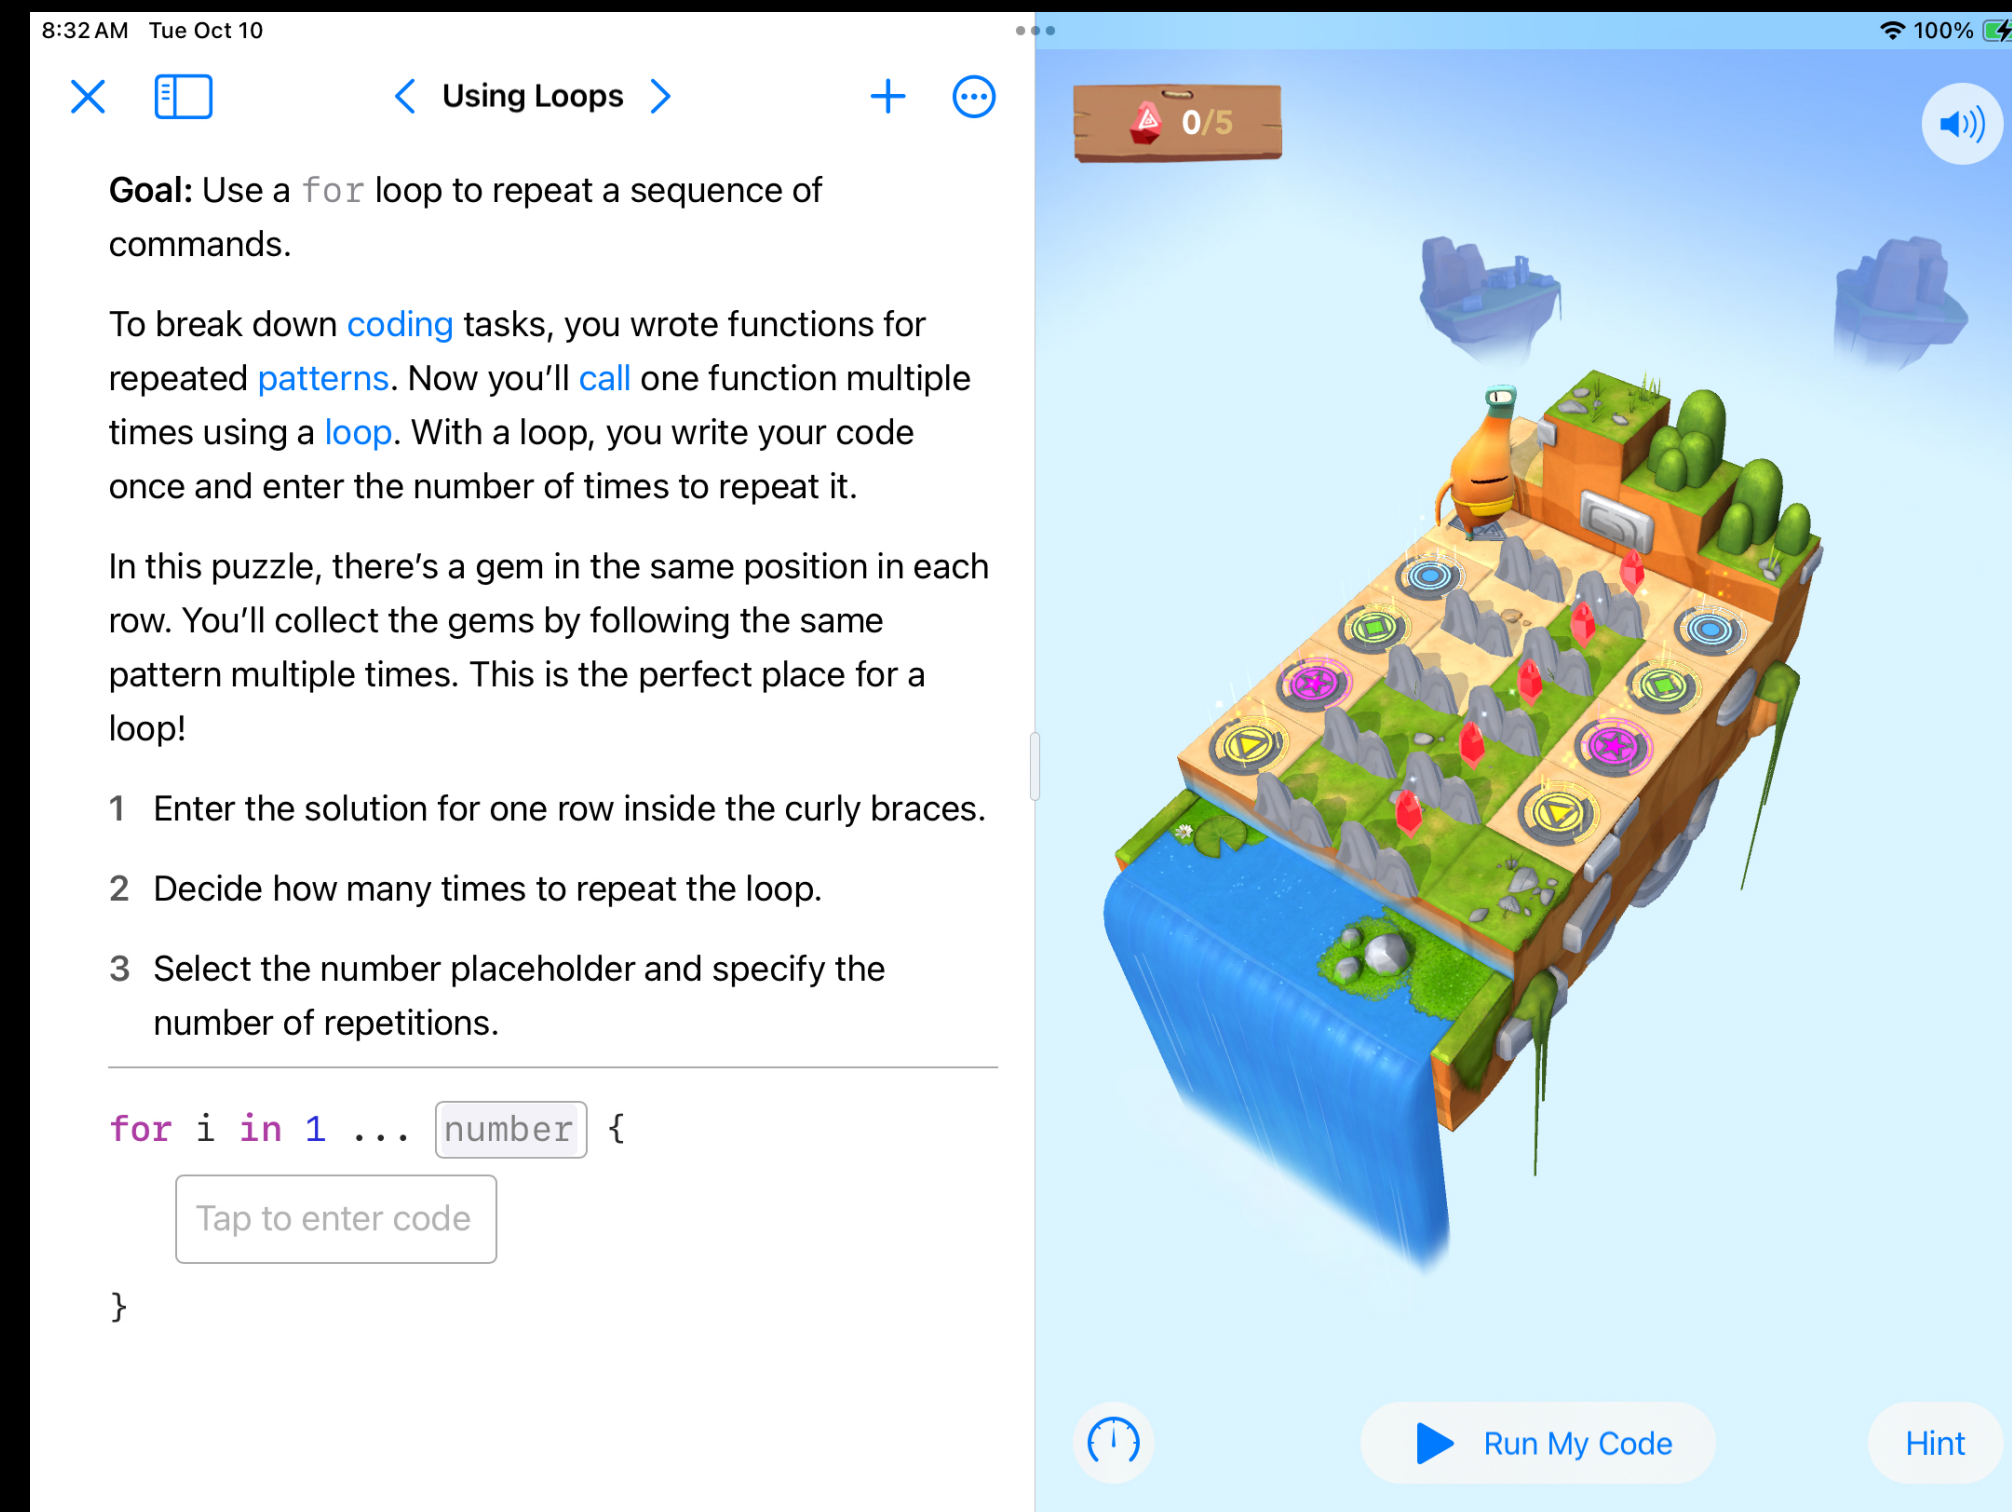 8:32 AM Tue Oct 10
100%
Using Loops
0/5
Goal: Use a for loop to repeat a sequence of
commands.
To break down coding tasks, you wrote functions for
repeated patterns. Now you’ll call one function multiple
times using a loop. With a loop, you write your code
once and enter the number of times to repeat it.
In this puzzle, there’s a gem in the same position in each
row. You’ll collect the gems by following the same
pattern multiple times. This is the perfect place for a
loop!
1 Enter the solution for one row inside the curly braces.
2 Decide how many times to repeat the loop.
3 Select the number placeholder and specify the
number of repetitions.
for i in 1 ... number {
Tap to enter code
}
Run My Code
Hint